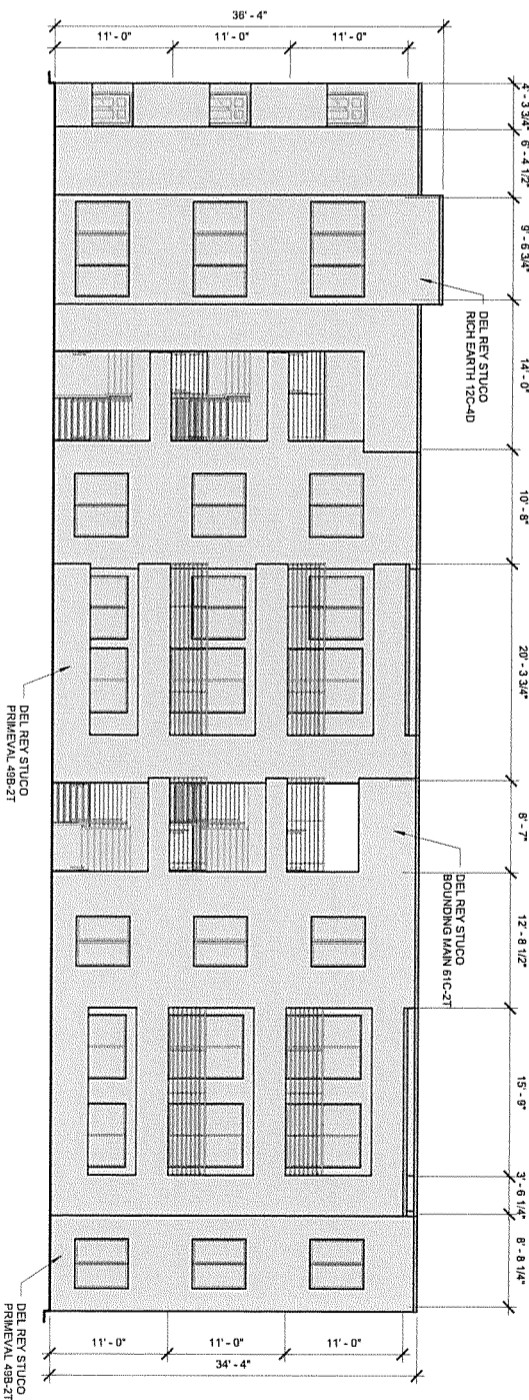 36' - 4"
11' - 0"
11' - 0"
11' - 0"
4' - 3 3/4"
6' - 4 1/2"
9' - 6 3/4"
14' - 0"
10' - 8"
20' - 3 3/4"
8' - 7"
12' - 8 1/2"
15' - 9"
3' - 6 1/4"
8' - 8 1/4"
DEL REY STUCO
RICH EARTH 12C-4D
DEL REY STUCO
PRIMEVAL 49B-2T
DEL REY STUCO
BOUNDING MAIN 61C-2T
DEL REY STUCO
PRIMEVAL 49B-2T
11' - 0"
11' - 0"
11' - 0"
34' - 4"